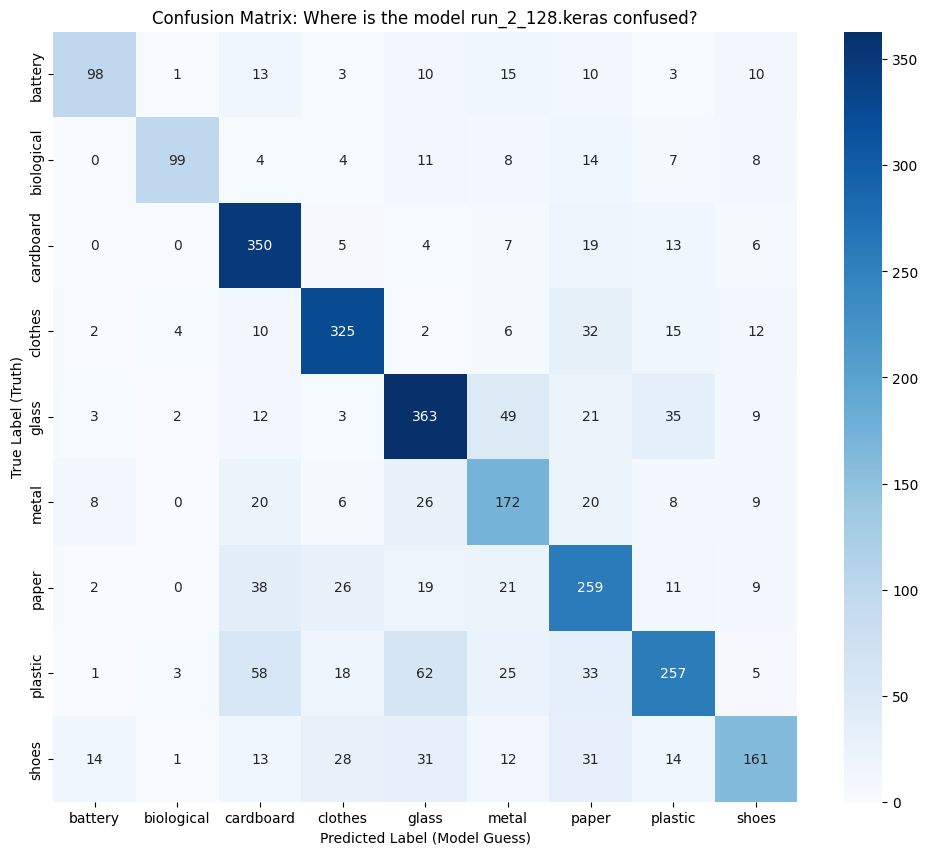 Confusion Matrix: Where is the model run_2_128.keras confused?
True Label (Truth)
battery 98 1 13 3 10 15 10 3 10
biological 0 99 4 4 11 8 14 7 8
cardboard 0 0 350 5 4 7 19 13 6
clothes 2 4 10 325 2 6 32 15 12
glass 3 2 12 3 363 49 21 35 9
metal 8 0 20 6 26 172 20 8 9
paper 2 0 38 26 19 21 259 11 9
plastic 1 3 58 18 62 25 33 257 5
shoes 14 1 13 28 31 12 31 14 161
battery biological cardboard clothes glass metal paper plastic shoes
Predicted Label (Model Guess)
350
300
250
200
150
100
50
0